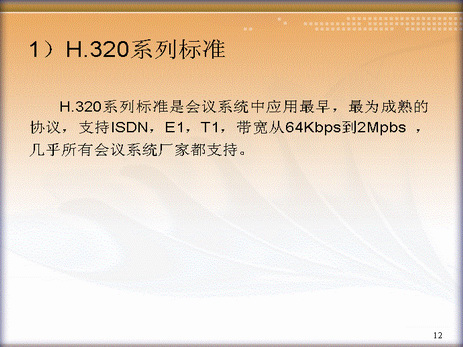 1）H.320系列标准
H.320系列标准是会议系统中应用最早，最为成熟的
协议，支持ISDN，E1，T1，带宽从64Kbps到2Mpbs ，
几乎所有会议系统厂家都支持。
12